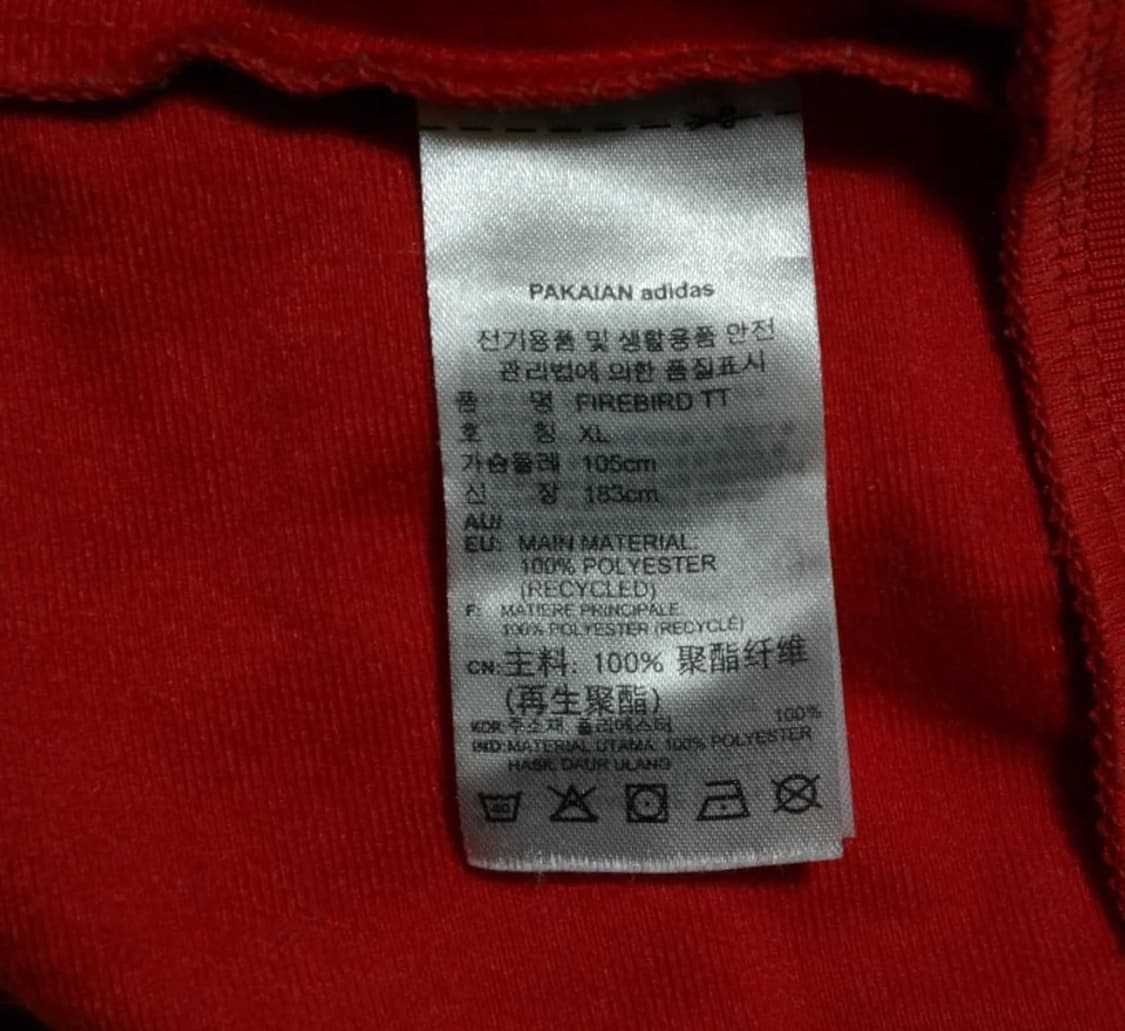 PAKAIAN adidas
전기용품 및 생활용품 안전
관리법에 의한 품질표시
품 명 FIREBIRD TT
호 칭 XL
가슴둘레 105cm
신 장 183cm
AU/
EU: MAIN MATERIAL:
100% POLYESTER
(RECYCLED)
F: MATIERE PRINCIPALE
100% POLYESTER (RECYCLÉ)
CN: 主料: 100% 聚酯纤维
(再生聚酯)
KOR: 주소재 폴리에스터 100%
IND: MATERIAL UTAMA: 100% POLYESTER
HASIL DAUR ULANG
40